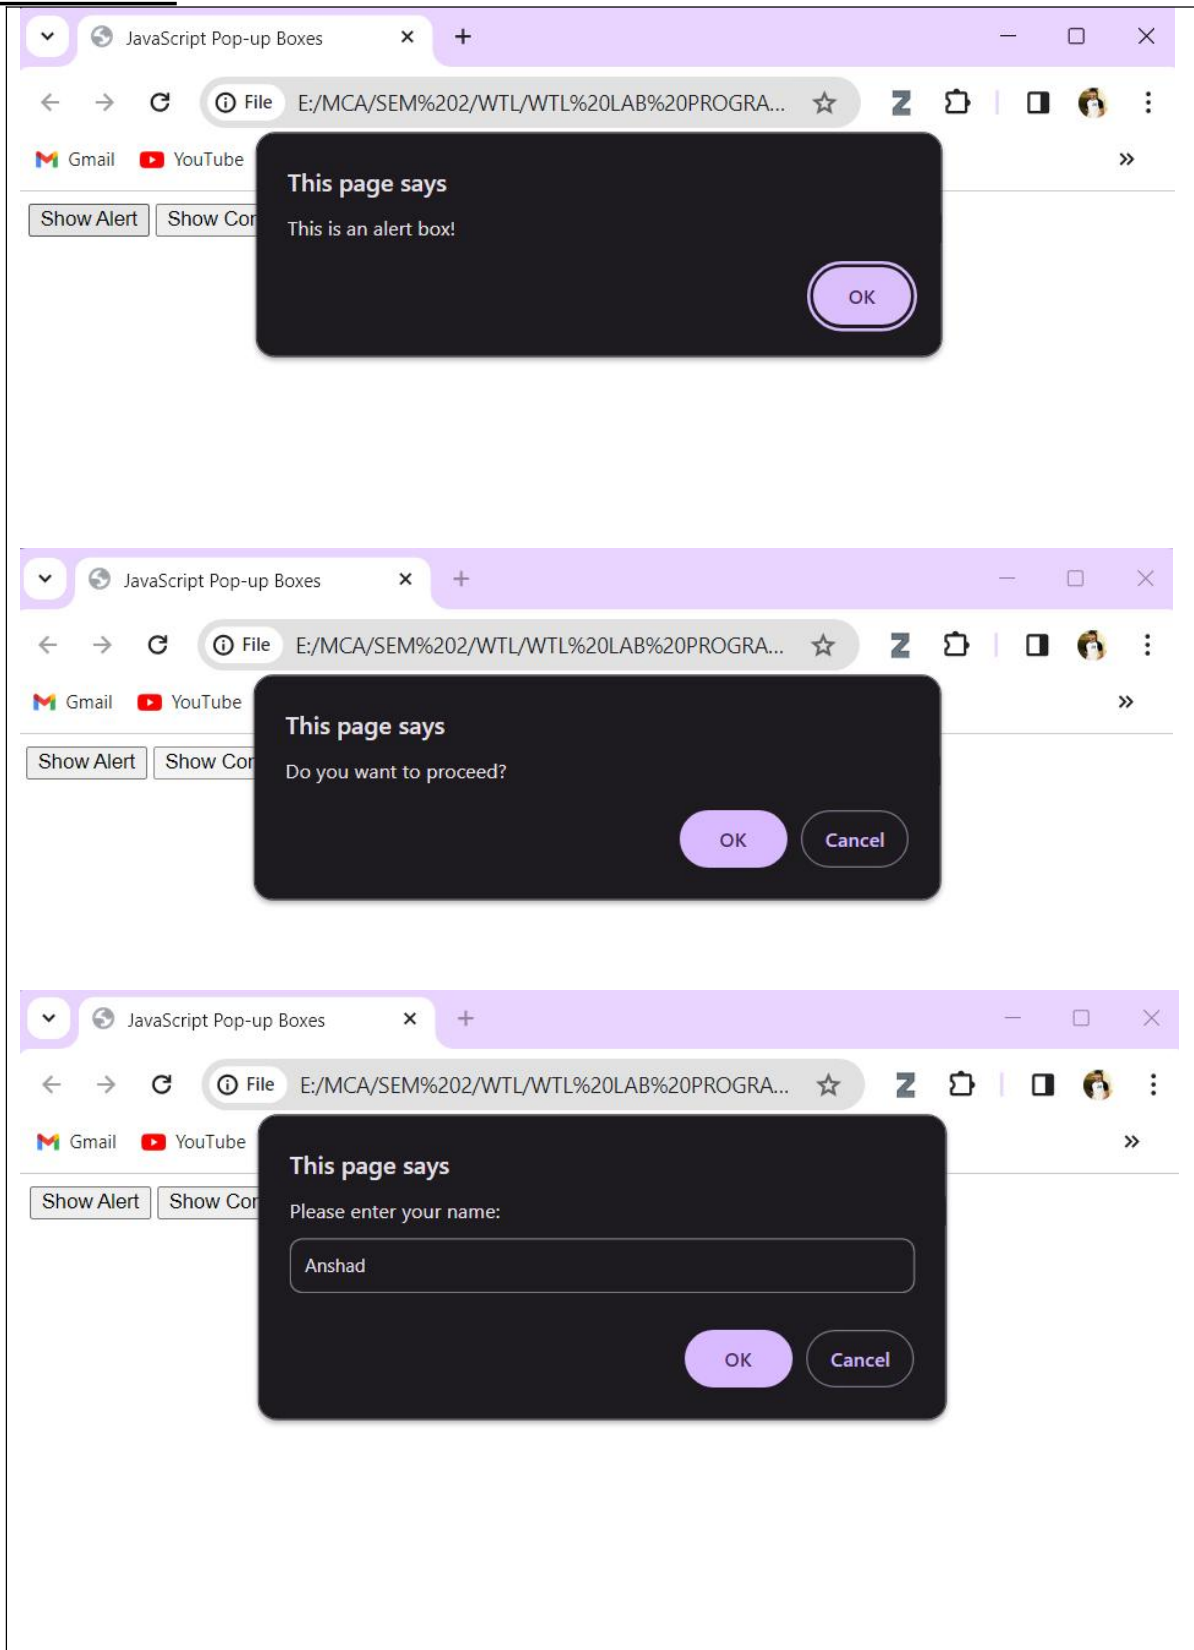 JavaScript Pop-up Boxes
File E:/MCA/SEM%202/WTL/WTL%20LAB%20PROGRA...
Gmail YouTube
This page says
Show Alert Show Cor
This is an alert box!
OK
JavaScript Pop-up Boxes
File E:/MCA/SEM%202/WTL/WTL%20LAB%20PROGRA...
Gmail YouTube
This page says
Show Alert Show Cor
Do you want to proceed?
OK Cancel
JavaScript Pop-up Boxes
File E:/MCA/SEM%202/WTL/WTL%20LAB%20PROGRA...
Gmail YouTube
This page says
Show Alert Show Cor
Please enter your name:
Anshad
OK Cancel